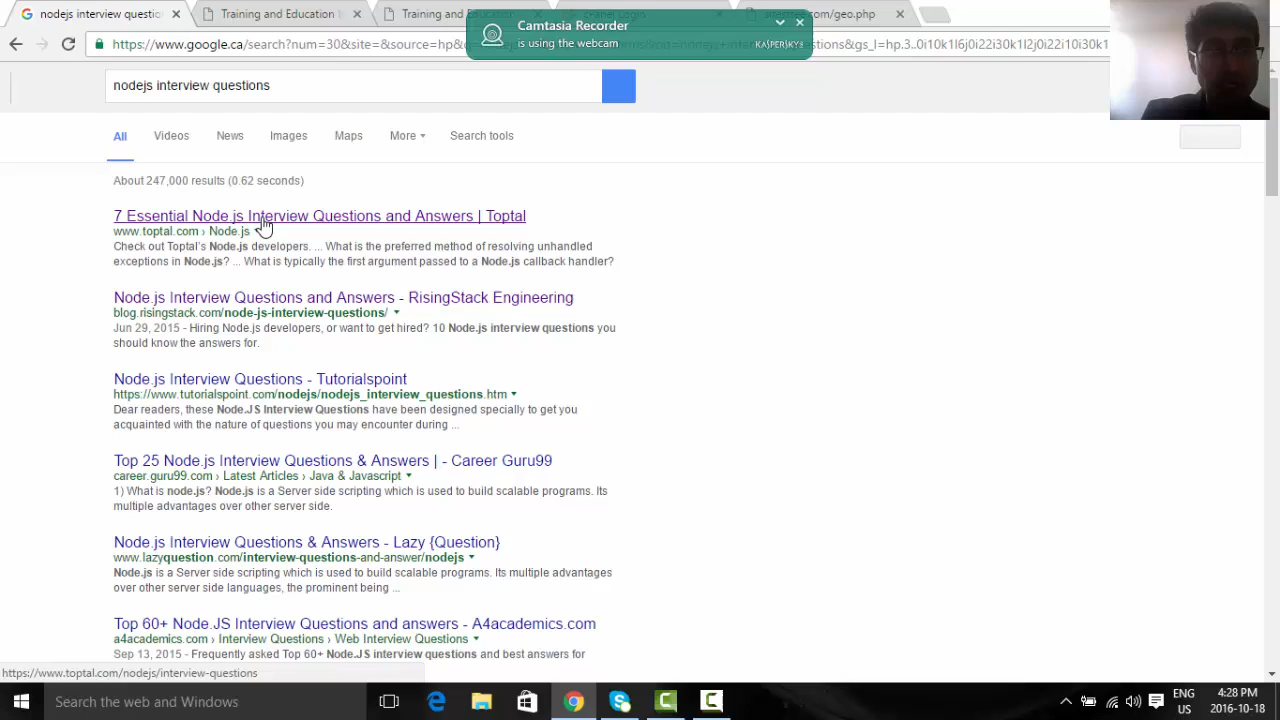 nodejs interview questio
Training and Education
Training and Education
Camtasia Recorder
is using the webcam
KASPERSKY
https://www.google.ca/search?num=30&site=&source=hp&q
nodejs interview questions
All Videos News Images Maps More Search tools
About 247,000 results (0.62 seconds)
7 Essential Node.js Interview Questions and Answers | Toptal
www.toptal.com › Node.js
Check out Toptal's Node.js developers. ... What is the preferred method of resolving unhandled
exceptions in Node.js? ... What is typically the first argument passed to a Node.js callback handler?
Node.js Interview Questions and Answers - RisingStack Engineering
blog.risingstack.com/node-js-interview-questions/
Jun 29, 2015 - Hiring Node.js developers, or want to get hired? 10 Node.js interview questions you
should know the answers for.
Node.js Interview Questions - Tutorialspoint
https://www.tutorialspoint.com/nodejs/nodejs_interview_questions.htm
Dear readers, these Node.JS Interview Questions have been designed specially to get you
acquainted with the nature of questions you may encounter during ...
Top 25 Node.js Interview Questions & Answers | - Career Guru99
career.guru99.com › Latest Articles › Java & Javascript
1) What is node.js? Node.js is a Server side scripting which is used to build scalable programs. Its
multiple advantages over other server side.
Node.js Interview Questions & Answers - Lazy {Question}
www.lazyquestion.com/interview-questions-and-answer/nodejs
Node.js is a Server side scripting which is used to build scalable programs. Its multiple advantages
over other server side languages, the prominent being ...
Top 60+ Node.JS Interview Questions and answers - A4academics.com
a4academics.com › Interview Questions › Web Interview Questions
Sep 13, 2015 - Frequently asked Top 60+ Node.JS interview questions and best answers for
https://www.toptal.com/nodejs/interview-questions
Search the web and Windows
ENG
US
4:28 PM
2016-10-18